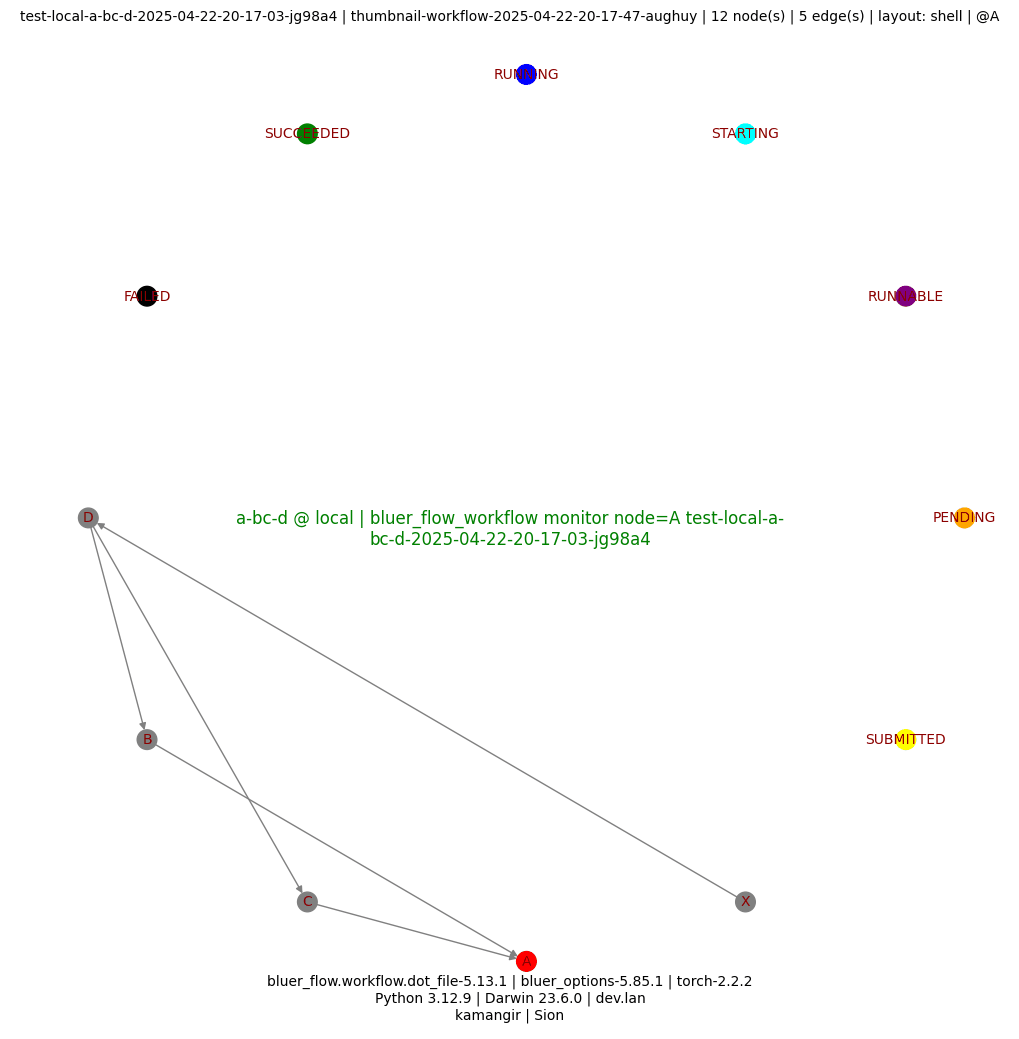 test-local-a-bc-d-2025-04-22-20-17-03-jg98a4 | thumbnail-workflow-2025-04-22-20-17-47-aughuy | 12 node(s) | 5 edge(s) | layout: shell | @A
RUNNING
SUCCEEDED
STARTING
FAILED
RUNNABLE
D
a-bc-d @ local | bluer_flow_workflow monitor node=A test-local-a-
bc-d-2025-04-22-20-17-03-jg98a4
PENDING
B
SUBMITTED
C
X
A
bluer_flow.workflow.dot_file-5.13.1 | bluer_options-5.85.1 | torch-2.2.2
Python 3.12.9 | Darwin 23.6.0 | dev.lan
kamangir | Sion